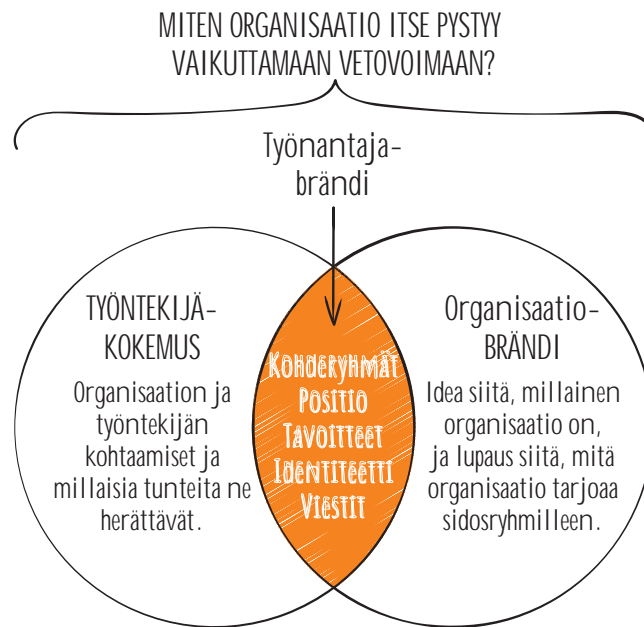 MITEN ORGANISAATIO ITSE PYSTYY
VAIKUTTAMAAN VETOVOIMAAN?
Työnantaja-
brändi
TYÖNTEKIJÄ-
KOKEMUS
Organisaation ja
työntekijän
kohtaamiset ja
millaisia tunteita ne
herättävät.
Kohderyhmät
Positio
Tavoitteet
Identiteetti
Viestit
Organisaatio-
BRÄNDI
Idea siitä, millainen
organisaatio on,
ja lupaus siitä, mitä
organisaatio tarjoaa
sidosryhmilleen.